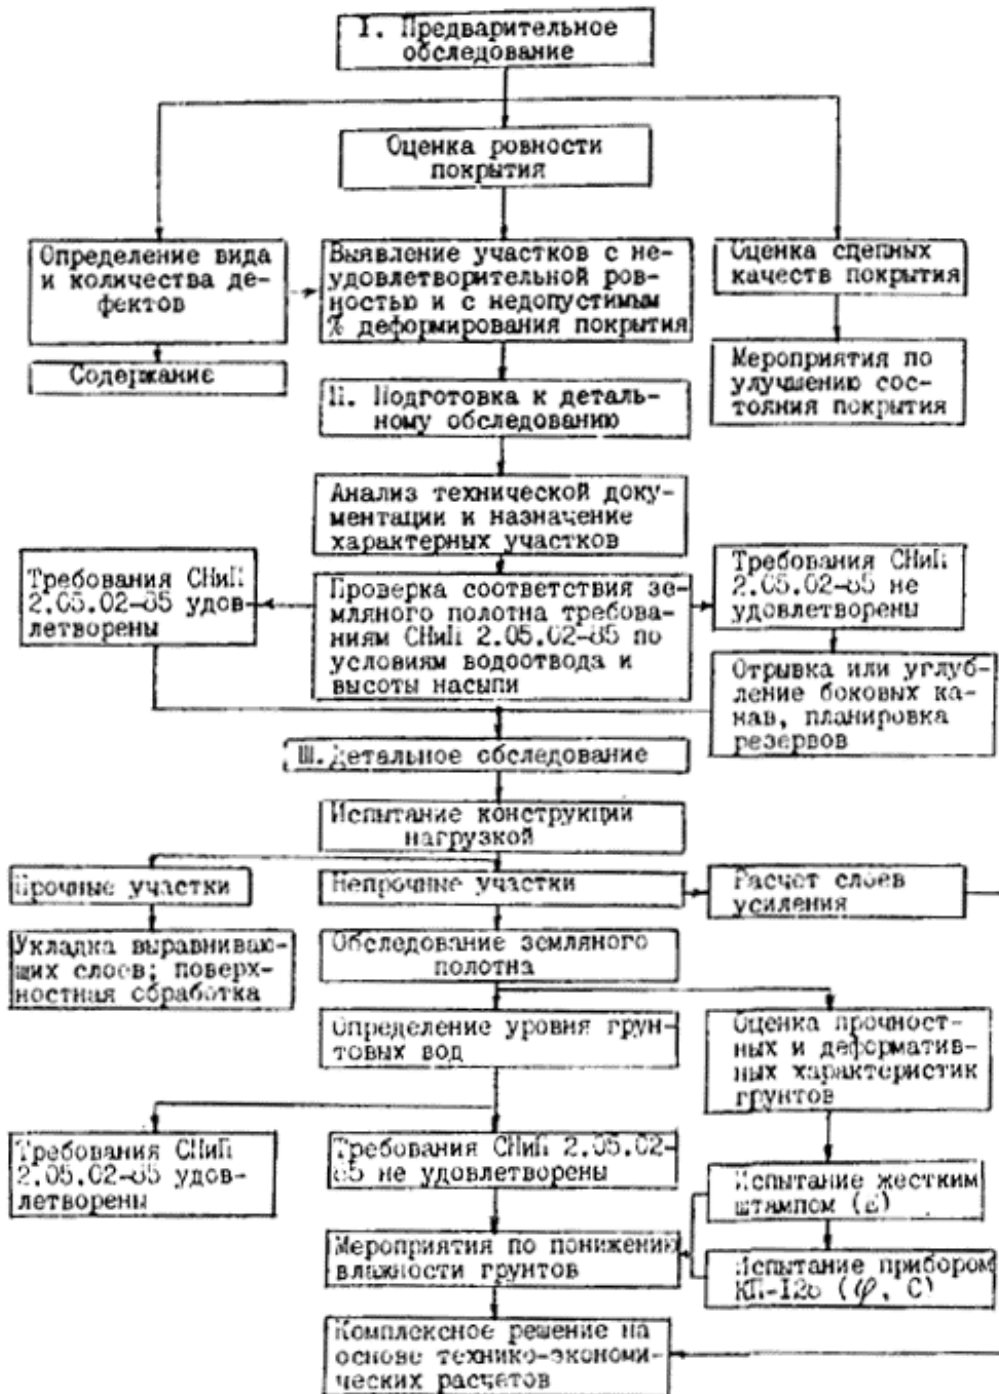 I. Предварительное
обследование
Оценка ровности
покрытия
Определение вида
и количества де-
фектов
Выявление участков с не-
удовлетворительной ров-
ностью и с недопустимым
% деформирования покрытия
Оценка сцепных
качеств покрытия
Содержание
Мероприятия по
улучшению сос-
тояния покрытия
II. Подготовка к деталь-
ному обследованию
Анализ технической доку-
ментации и назначение
характерных участков
Требования СНиП
2.05.02-85 удов-
летворены
Проверка соответствия зе-
мляного полотна требова-
ниям СНиП 2.05.02-85 по
условиям водоотвода и
высоты насыпи
Требования СНиП
2.05.02-85 не
удовлетворены
Отрывка или углуб-
ление боковых ка-
нав, планировка
резервов
Ш. Детальное обследование
Испытание конструкции
нагрузкой
Прочные участки
Непрочные участки
Расчет слоев
усиления
Укладка выравниваю-
щих слоев; поверх-
ностная обработка
Обследование земляного
полотна
Определение уровня грун-
товых вод
Оценка прочност-
ных и деформатив-
ных характеристик
грунтов
Требования СНиП
2.05.02-85 удов-
летворены
Требования СНиП 2.05.02-
85 не удовлетворены
Испытание жестким
штампом (Е)
Мероприятия по понижению
влажности грунтов
Испытание прибором
(φ, С)
Комплексное решение на
основе технико-экономи-
ческих расчетов